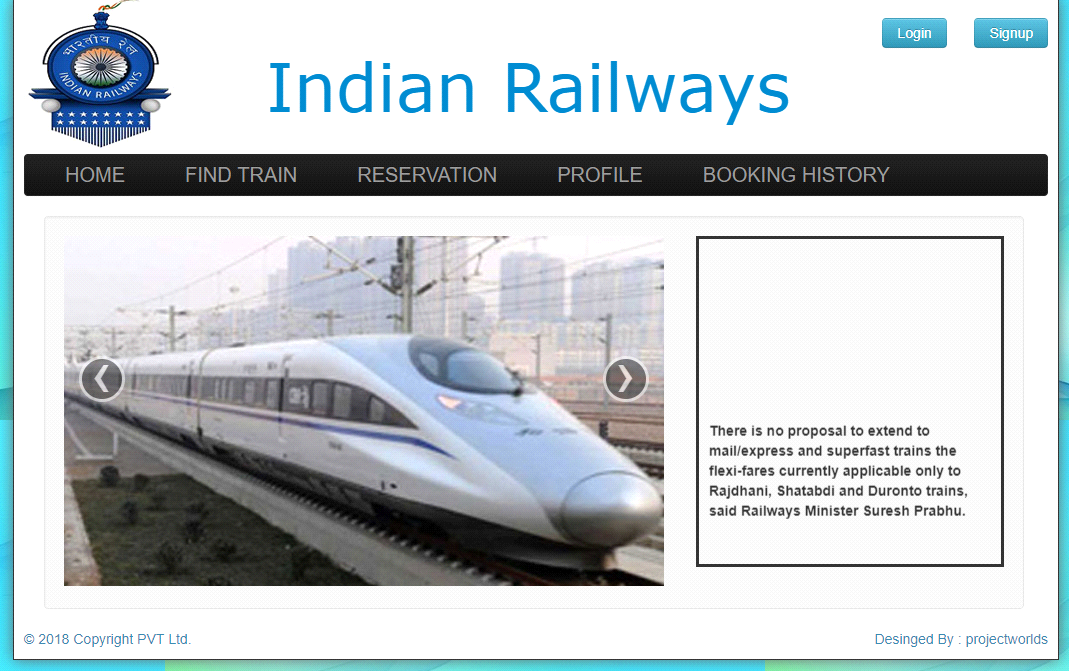 भारतीय रेल
INDIAN RAILWAYS
Login
Signup
Indian Railways
HOME
FIND TRAIN
RESERVATION
PROFILE
BOOKING HISTORY
There is no proposal to extend to
mail/express and superfast trains the
flexi-fares currently applicable only to
Rajdhani, Shatabdi and Duronto trains,
said Railways Minister Suresh Prabhu.
© 2018 Copyright PVT Ltd.
Desinged By : projectworlds